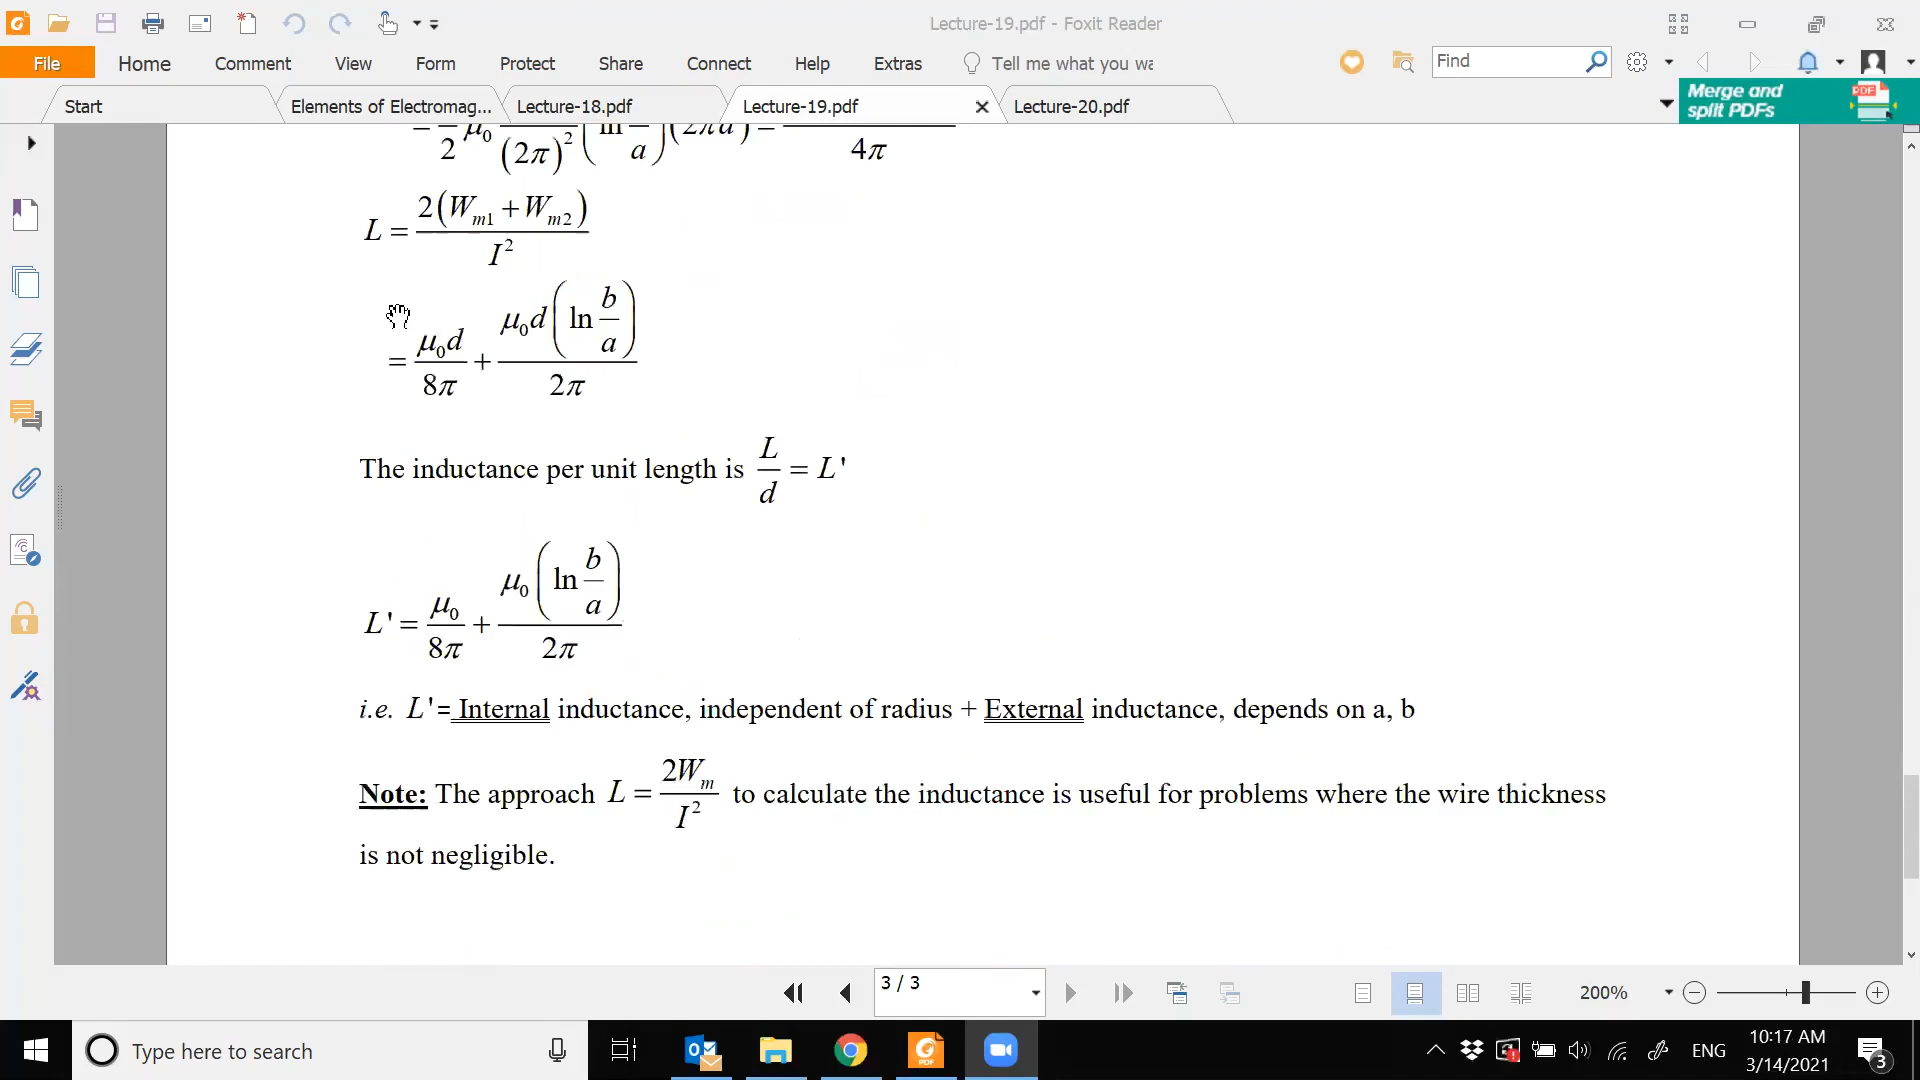 Lecture-19.pdf - Foxit Reader
File Home Comment View Form Protect Share Connect Help Extras Tell me what you wa Find
Start Elements of Electromag... Lecture-18.pdf Lecture-19.pdf Lecture-20.pdf Merge and split PDFs PDF
L = 2(W_m1 + W_m2) / I²
= μ₀d / 8π + μ₀d(ln b/a) / 2π
The inductance per unit length is L/d = L'
L' = μ₀ / 8π + μ₀(ln b/a) / 2π
i.e. L' = Internal inductance, independent of radius + External inductance, depends on a, b
Note: The approach L = 2W_m / I² to calculate the inductance is useful for problems where the wire thickness
is not negligible.
3 / 3 200%
Type here to search ENG 10:17 AM
3/14/2021 3